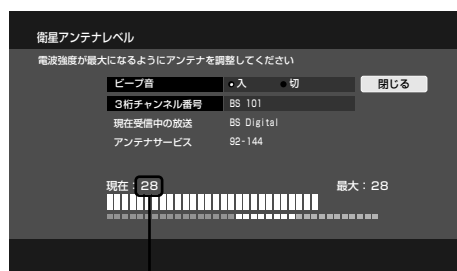 衛星アンテナレベル
電波強度が最大になるようにアンテナを調整してください
ビープ音 ・入 ・切 閉じる
3桁チャンネル番号 BS 101
現在受信中の放送 BS Digital
アンテナサービス 92-144
現在：28 最大：28